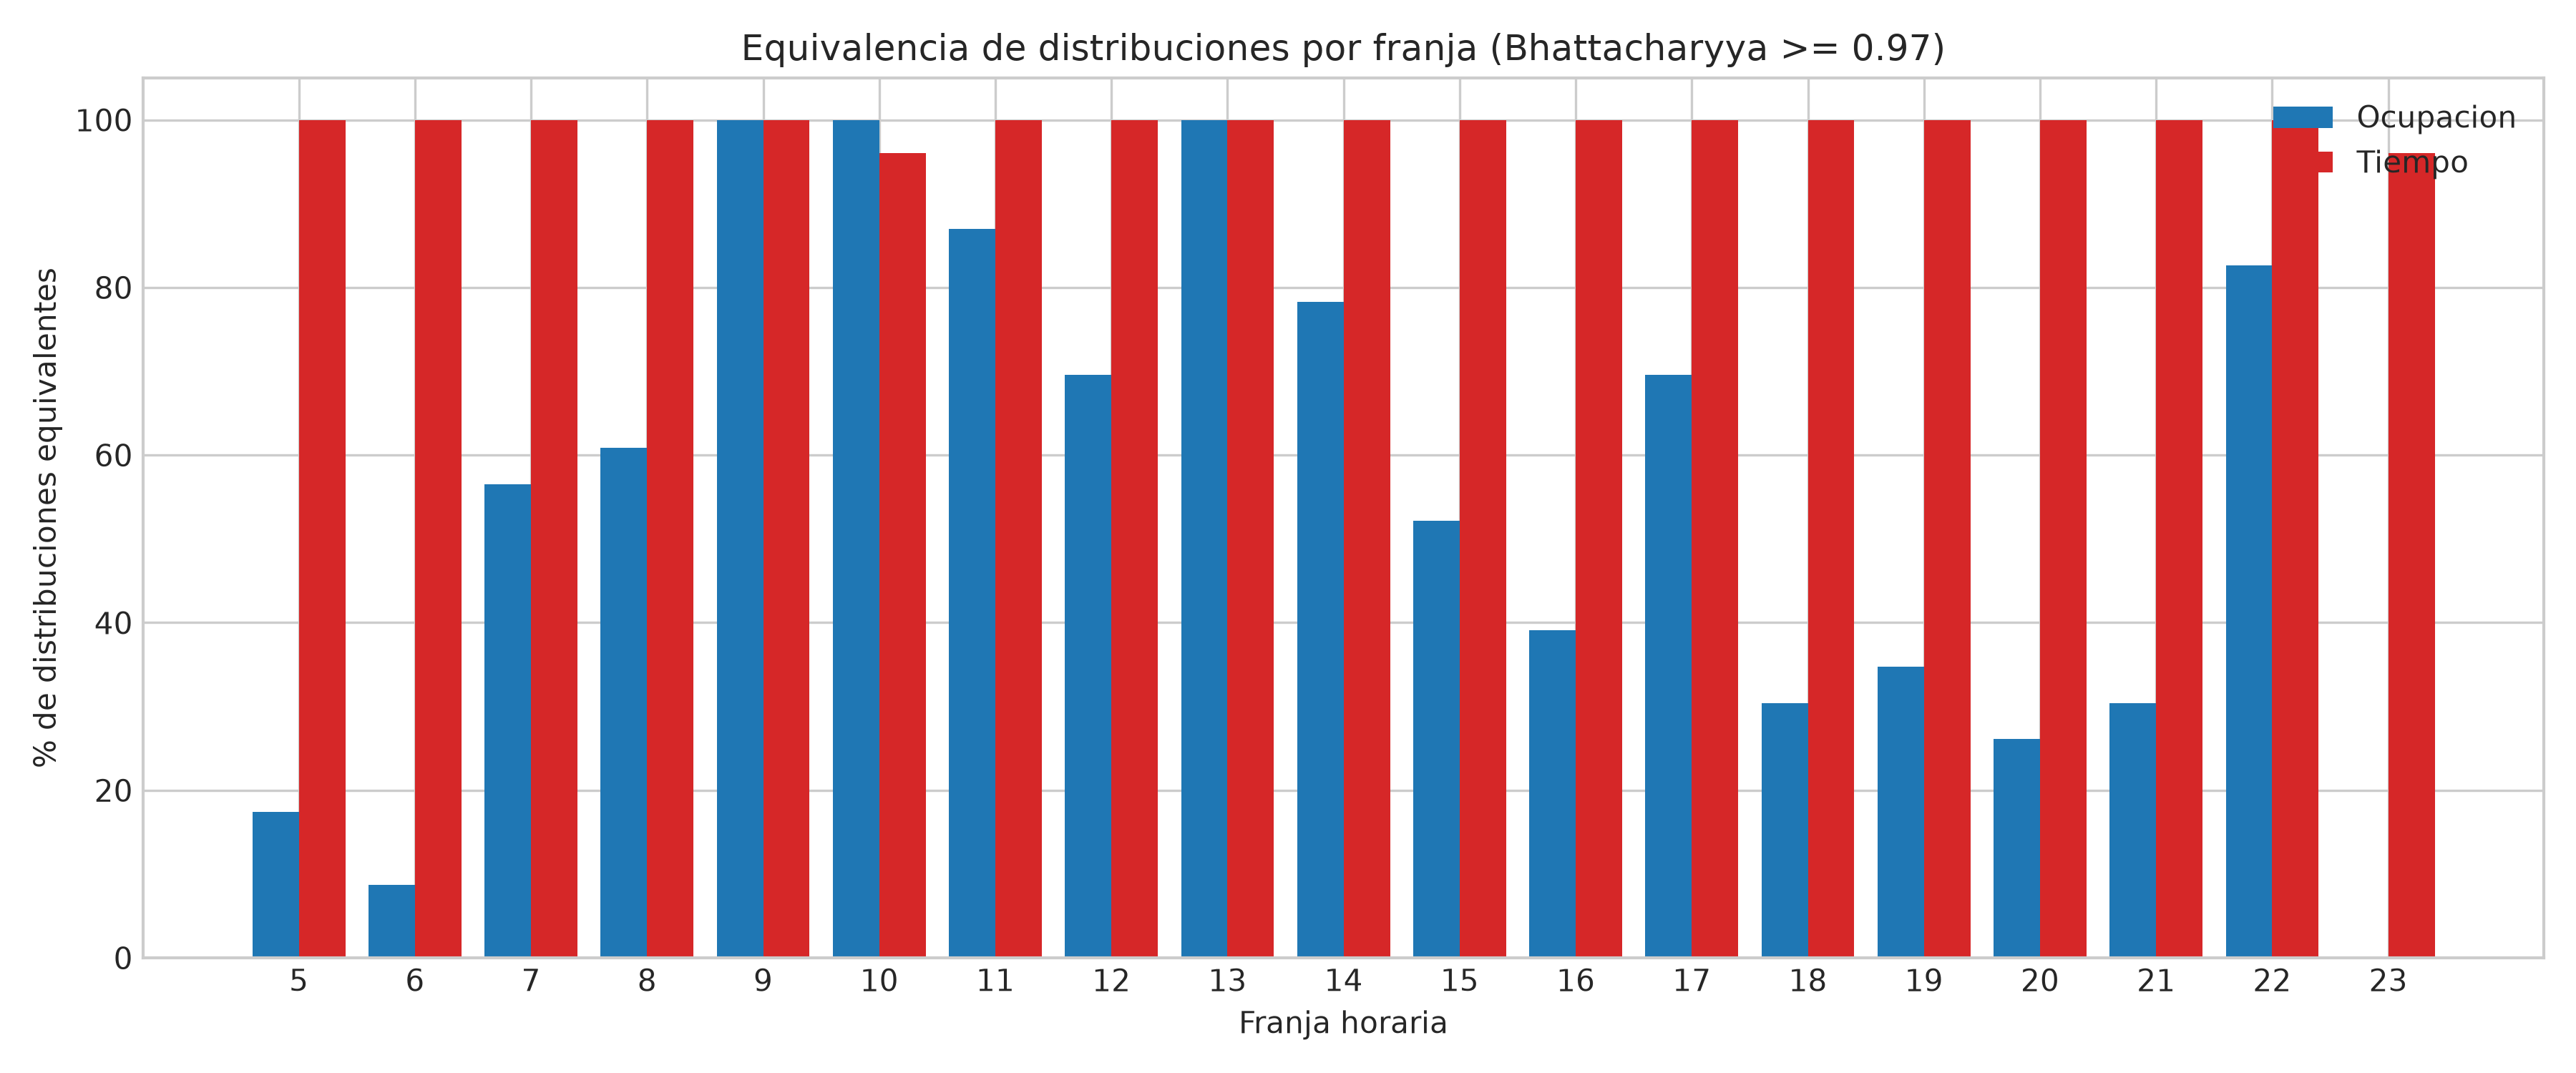 Equivalencia de distribuciones por franja (Bhattacharyya >= 0.97)
% de distribuciones equivalentes
100
80
60
40
20
0
Ocupacion
Tiempo
5 6 7 8 9 10 11 12 13 14 15 16 17 18 19 20 21 22 23
Franja horaria